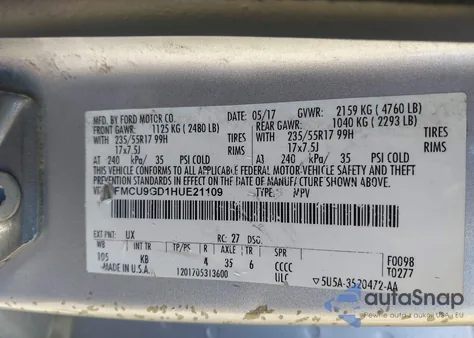 MFD. BY FORD MOTOR CO. 05/17 GVWR: 2159 KG (4760 LB)
FRONT GAWR: 1125 KG (2480 LB) REAR GAWR: 1040 KG (2293 LB)
235/55R17 99H TIRES 235/55R17 99H TIRES
17x7.5J RIMS 17x7.5J RIMS
AT 240 kPa/ 35 PSI COLD A3 240 kPa/ 35 PSI COLD
THIS VEHICLE CONFORMS TO ALL APPLICABLE FEDERAL MOTOR VEHICLE SAFETY AND THEFT
PREVENTION STANDARDS IN EFFECT ON THE DATE OF MANUFACTURE SHOWN ABOVE.
FMCU9GD1HUE21109 TYPE: MPV
EXT PNT: UX RC: 27 DSO:
WB INT TR TP/PS R AX TR SPR F0098
105 KB 4 35 6 CCCC T0277
MADE IN U.S.A. 1201705313600 ULC 5U5A-3520472-AA
autoSnap